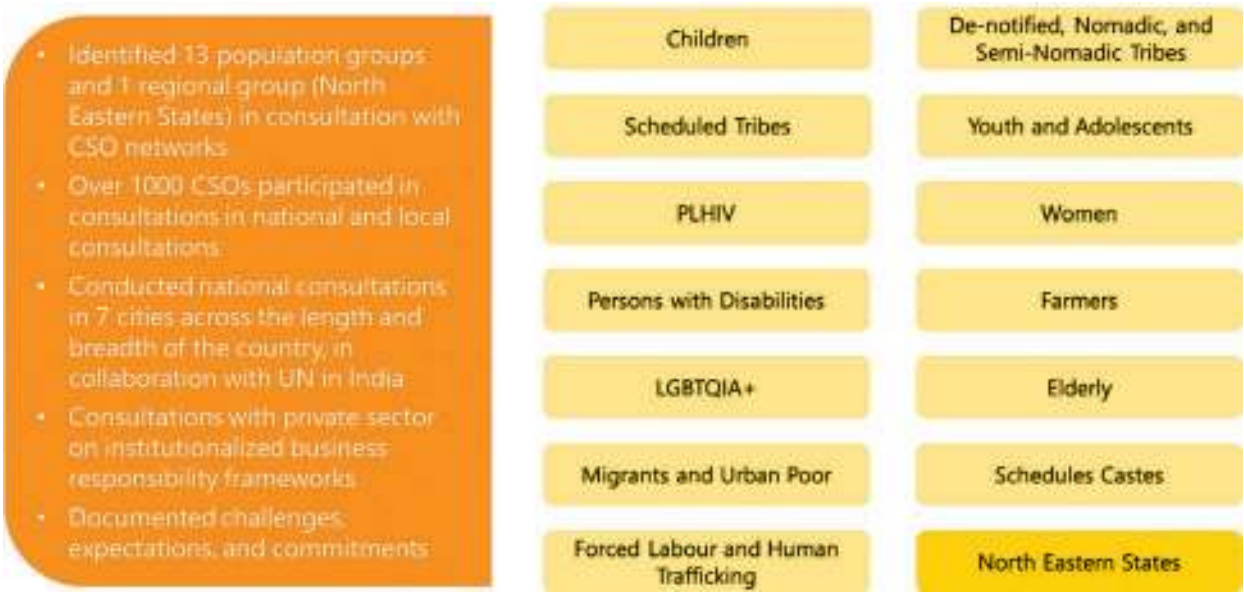 • Identified 13 population groups
and 1 regional group (North
Eastern States) in consultation with
CSO networks
• Over 1000 CSOs participated in
consultations in national and local
consultations
• Conducted national consultations
in 7 cities across the length and
breadth of the country, in
collaboration with UN in India
• Consultations with private sector
on institutionalized business
responsibility frameworks
• Documented challenges,
expectations, and commitments
Children
De-notified, Nomadic, and
Semi-Nomadic Tribes
Scheduled Tribes
Youth and Adolescents
PLHIV
Women
Persons with Disabilities
Farmers
LGBTQIA+
Elderly
Migrants and Urban Poor
Schedules Castes
Forced Labour and Human
Trafficking
North Eastern States